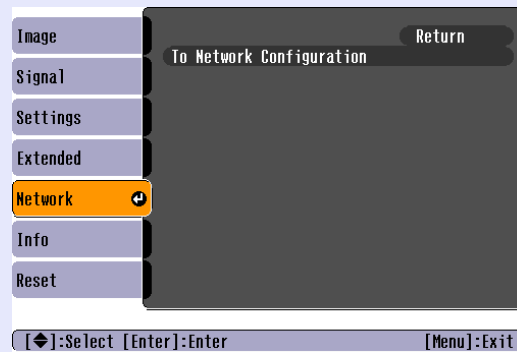 Image
Signal
Settings
Extended
Network
Info
Reset
Return
To Network Configuration
[◆]:Select [Enter]:Enter [Menu]:Exit